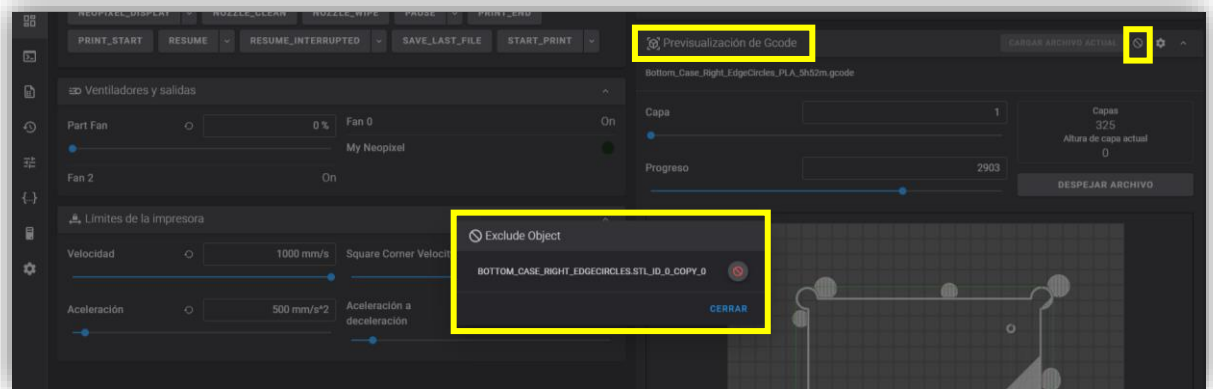 NEOPIXEL_DISPLAY NOZZLE_CLEAN NOZZLE_WIPE PAUSE PRINT_END
PRINT_START RESUME RESUME_INTERRUPTED SAVE_LAST_FILE START_PRINT
Ventiladores y salidas
Part Fan 0 % Fan 0 On
My Neopixel
Fan 2 On
Límites de la impresora
Velocidad 1000 mm/s Square Corner Velocit
Aceleración 500 mm/s^2 Aceleración a
deceleración
Previsualización de Gcode CARGAR ARCHIVO ACTUAL
Bottom_Case_Right_EdgeCircles_PLA_5h52m.gcode
Capa 1
Capas
325
Altura de capa actual
0
Progreso 2903
DESPEJAR ARCHIVO
Exclude Object
BOTTOM_CASE_RIGHT_EDGECIRCLES.STL_ID_0_COPY_0
CERRAR